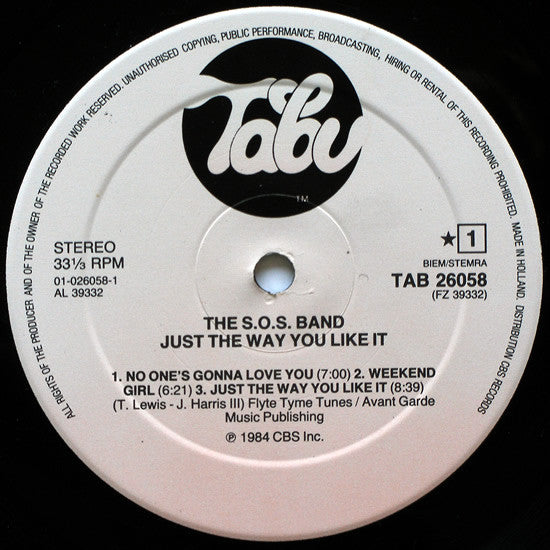 ALL RIGHTS OF THE PRODUCER AND OF THE OWNER OF THE RECORDED WORK RESERVED. UNAUTHORISED COPYING, PUBLIC PERFORMANCE, BROADCASTING, HIRING OR RENTAL OF THIS RECORDING PROHIBITED. MADE IN HOLLAND. DISTRIBUTION CBS RECORDS
Tabu
TM
STEREO
33⅓ RPM
01-026058-1
AL 39332
★ 1
BIEM/STEMRA
TAB 26058
(FZ 39332)
THE S.O.S. BAND
JUST THE WAY YOU LIKE IT
1. NO ONE'S GONNA LOVE YOU (7:00) 2. WEEKEND
GIRL (6:21) 3. JUST THE WAY YOU LIKE IT (8:39)
(T. Lewis - J. Harris III) Flyte Tyme Tunes / Avant Garde
Music Publishing
℗ 1984 CBS Inc.